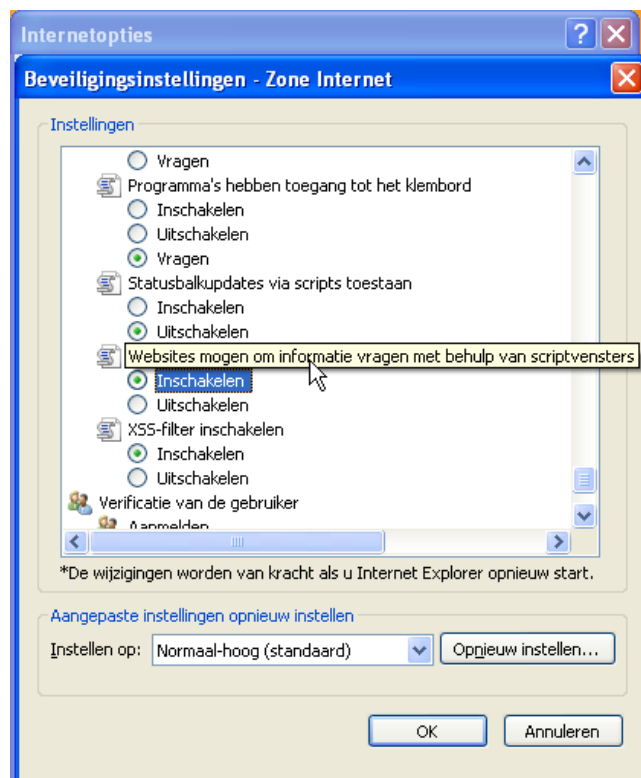 Internetopties
Beveiligingsinstellingen - Zone Internet
Instellingen
Vragen
Programma's hebben toegang tot het klembord
Inschakelen
Uitschakelen
Vragen
Statusbalkupdates via scripts toestaan
Inschakelen
Uitschakelen
Websites mogen om informatie vragen met behulp van scriptvensters
Inschakelen
Uitschakelen
XSS-filter inschakelen
Inschakelen
Uitschakelen
Verificatie van de gebruiker
Aanmelden
*De wijzigingen worden van kracht als u Internet Explorer opnieuw start.
Aangepaste instellingen opnieuw instellen
Instellen op: Normaal-hoog (standaard) Opnieuw instellen...
OK Annuleren